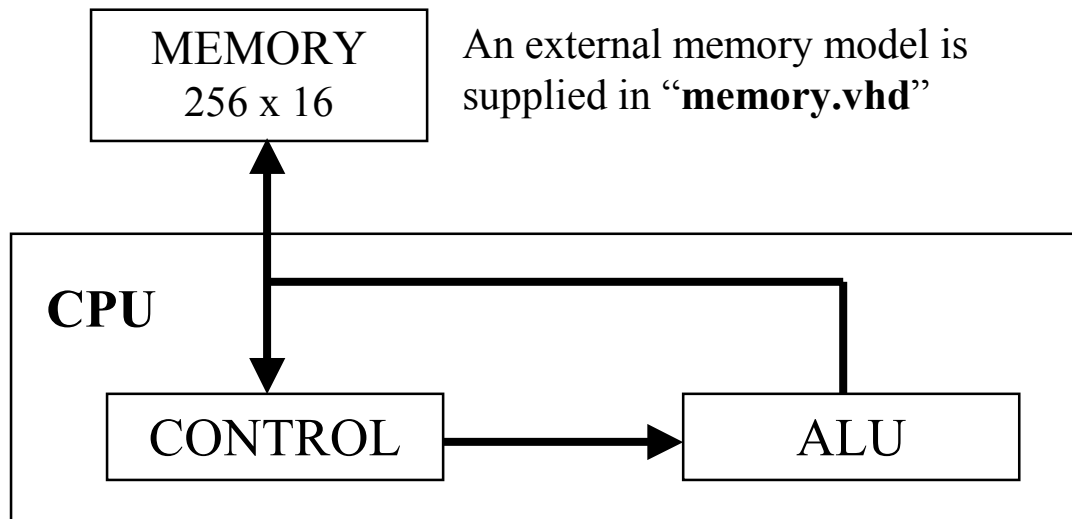 MEMORY
256 x 16
An external memory model is
supplied in “memory.vhd”
CPU
CONTROL
ALU